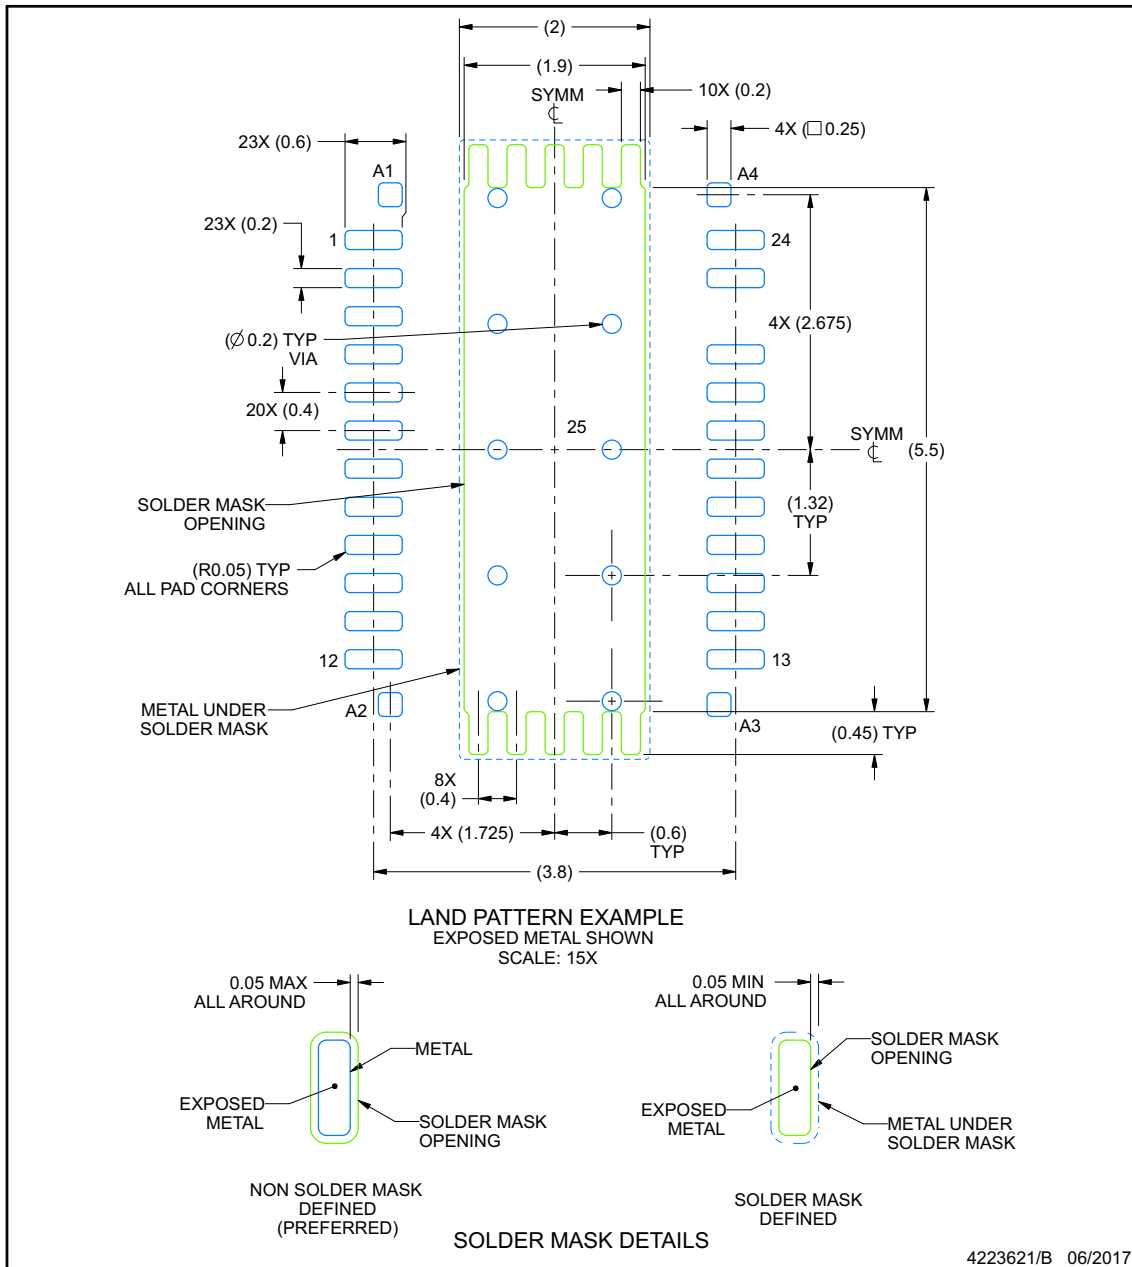 (2)
(1.9)
SYMM
℄
10X (0.2)
4X (□ 0.25)
23X (0.6)
A1
A4
23X (0.2)
1
24
4X (2.675)
(∅ 0.2) TYP
VIA
20X (0.4)
25
SYMM
℄
(5.5)
SOLDER MASK
OPENING
(1.32)
TYP
(R0.05) TYP
ALL PAD CORNERS
12
13
METAL UNDER
SOLDER MASK
A2
A3
(0.45) TYP
8X
(0.4)
4X (1.725)
(0.6)
TYP
(3.8)
LAND PATTERN EXAMPLE
EXPOSED METAL SHOWN
SCALE: 15X
0.05 MAX
ALL AROUND
METAL
EXPOSED
METAL
SOLDER MASK
OPENING
NON SOLDER MASK
DEFINED
(PREFERRED)
0.05 MIN
ALL AROUND
SOLDER MASK
OPENING
EXPOSED
METAL
METAL UNDER
SOLDER MASK
SOLDER MASK
DEFINED
SOLDER MASK DETAILS
4223621/B 06/2017